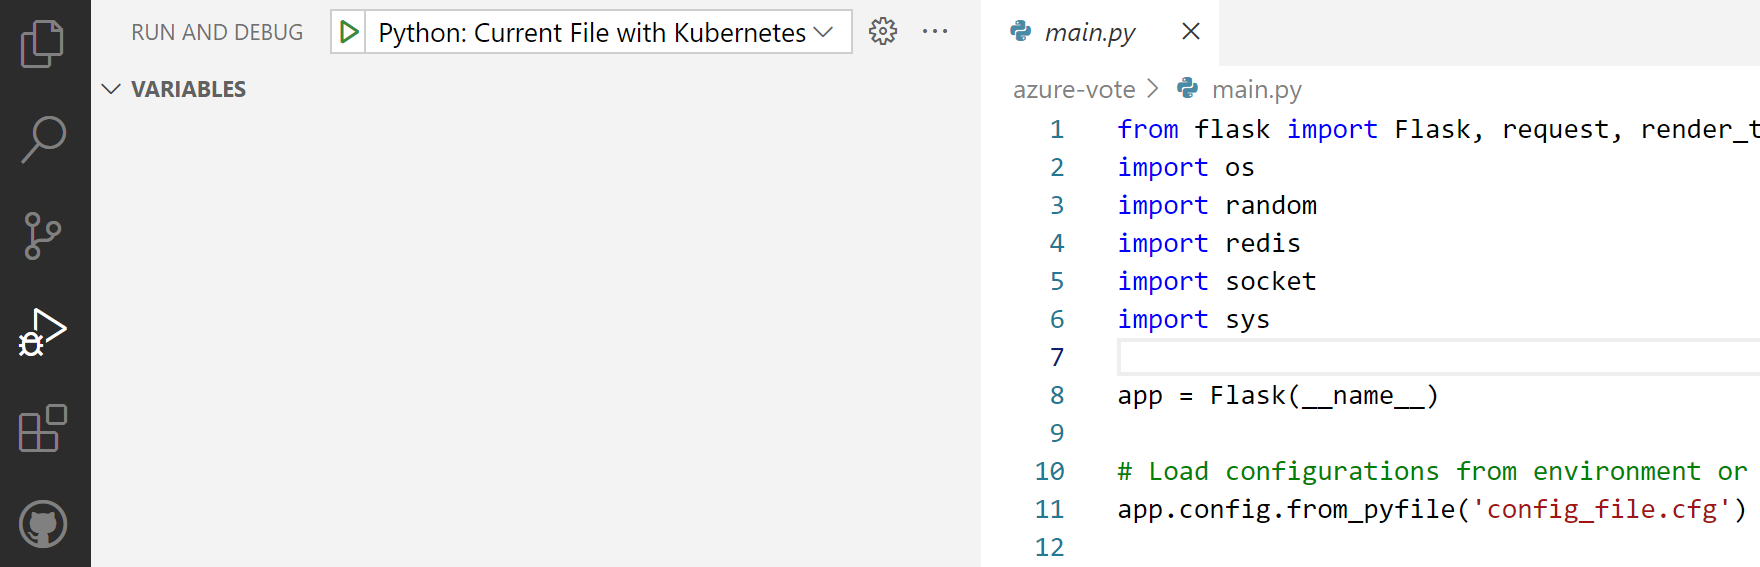 RUN AND DEBUG
Python: Current File with Kubernetes
VARIABLES
main.py
azure-vote > main.py
1 from flask import Flask, request, render_t
2 import os
3 import random
4 import redis
5 import socket
6 import sys
7
8 app = Flask(__name__)
9
10 # Load configurations from environment or
11 app.config.from_pyfile('config_file.cfg')
12